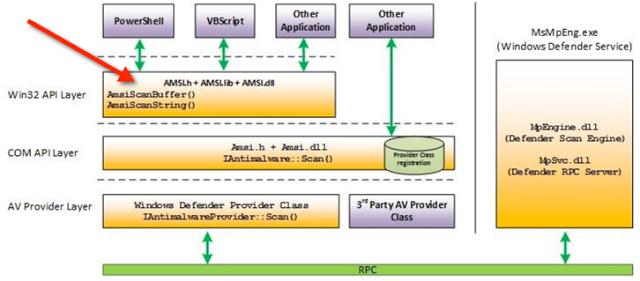 PowerShell
VBScript
Other
Application
Other
Application
MsMpEng.exe
(Windows Defender Service)
Win32 API Layer
AMSI.h + AMSI.lib + AMSI.dll
AmsiScanBuffer()
AmsiScanString()
MpEngine.dll
(Defender Scan Engine)
MpSvc.dll
(Defender RPC Server)
COM API Layer
Amsi.h + Amsi.dll
IAntimalware::Scan()
Provider Class
registration
AV Provider Layer
Windows Defender Provider Class
IAntimalwareProvider::Scan()
3rd Party AV Provider
Class
RPC